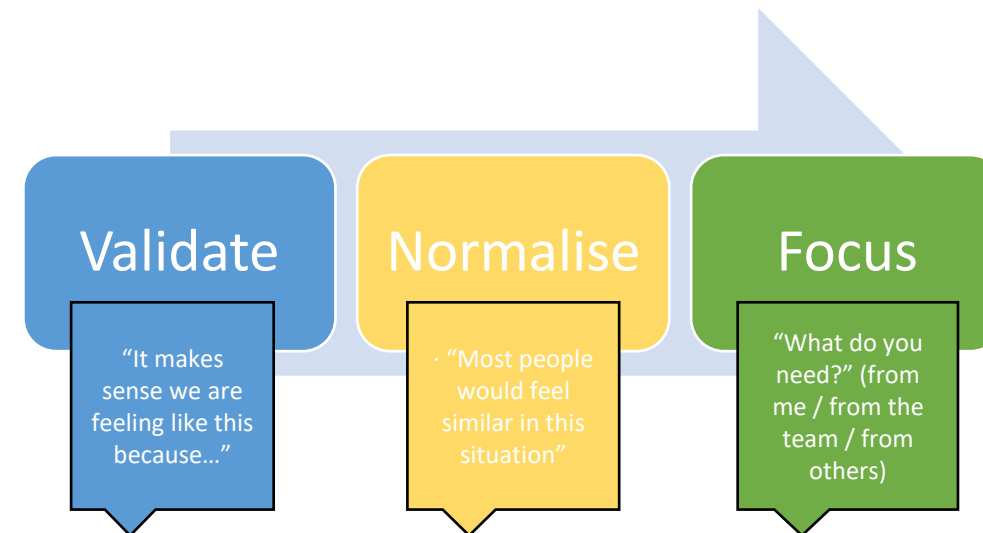 Validate
Normalise
Focus
“It makes
sense we are
feeling like this
because…”
· “Most people
would feel
similar in this
situation”
“What do you
need?” (from
me / from the
team / from
others)